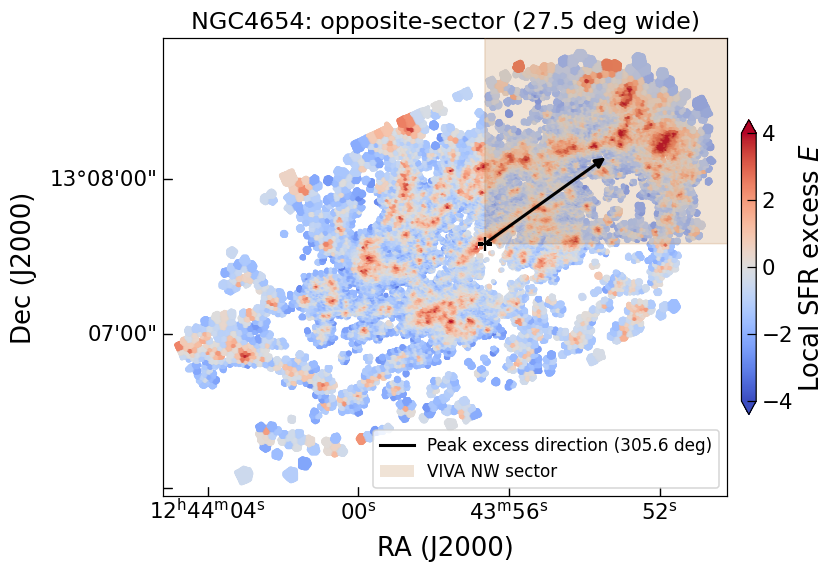 NGC4654: opposite-sector (27.5 deg wide)
13°08'00"
07'00"
Dec (J2000)
12ʰ44ᵐ04ˢ
00ˢ
43ᵐ56ˢ
52ˢ
RA (J2000)
Peak excess direction (305.6 deg)
VIVA NW sector
4
2
0
−2
−4
Local SFR excess E